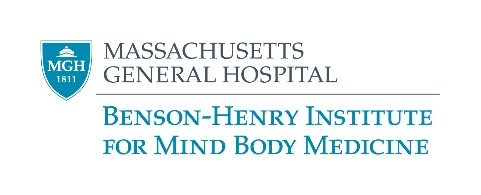 MGH
1811
MASSACHUSETTS
GENERAL HOSPITAL
BENSON-HENRY INSTITUTE
FOR MIND BODY MEDICINE